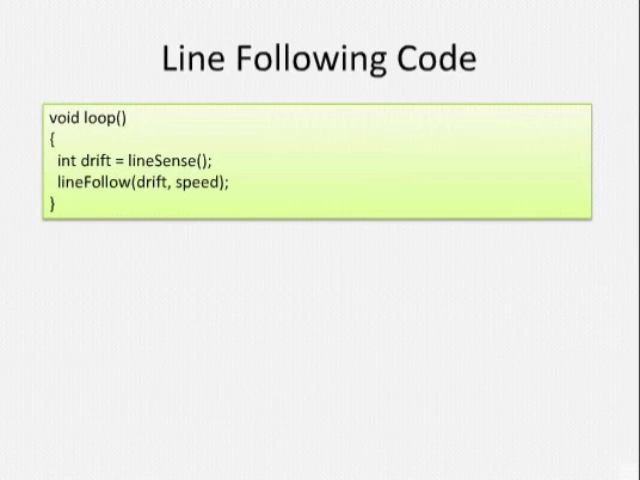 Line Following Code
void loop()
{
int drift = lineSense();
lineFollow(drift, speed);
}